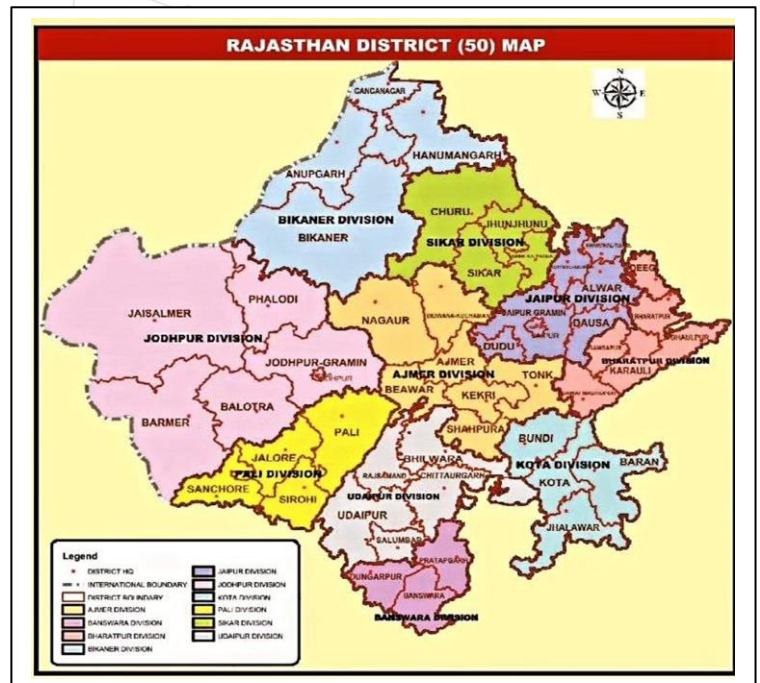 RAJASTHAN DISTRICT (50) MAP
N
W E
S
GANGANAGAR
HANUMANGARH
ANUPGARH
BIKANER DIVISION
BIKANER
CHURU
JHUNJHUNU
SIKAR DIVISION
SIKAR
DEEG
ALWAR
JAIPUR DIVISION
JAISALMER
PHALODI
JODHPUR DIVISION
NAGAUR
JAIPUR GRAMIN
DAUSA
BHARATPUR
DUDU
JODHPUR-GRAMIN
AJMER
AJMER DIVISION
BHARATPUR DIVISION
KARAULI
TONK
BEAWAR
KEKRI
BARMER
BALOTRA
PALI
SHAHPURA
BUNDI
JALORE
PALI DIVISION
BHILWARA
KOTA DIVISION
BARAN
SANCHORE
SIROHI
RAJSAMAND
CHITTAURGARH
KOTA
UDAIPUR DIVISION
UDAIPUR
JHALAWAR
SALUMBAR
PRATAPGARH
DUNGARPUR
BANSWARA
BANSWARA DIVISION
Legend
DISTRICT HQ
INTERNATIONAL BOUNDARY
DISTRICT BOUNDARY
AJMER DIVISION
BANSWARA DIVISION
BHARATPUR DIVISION
BIKANER DIVISION
JAIPUR DIVISION
JODHPUR DIVISION
KOTA DIVISION
PALI DIVISION
SIKAR DIVISION
UDAIPUR DIVISION